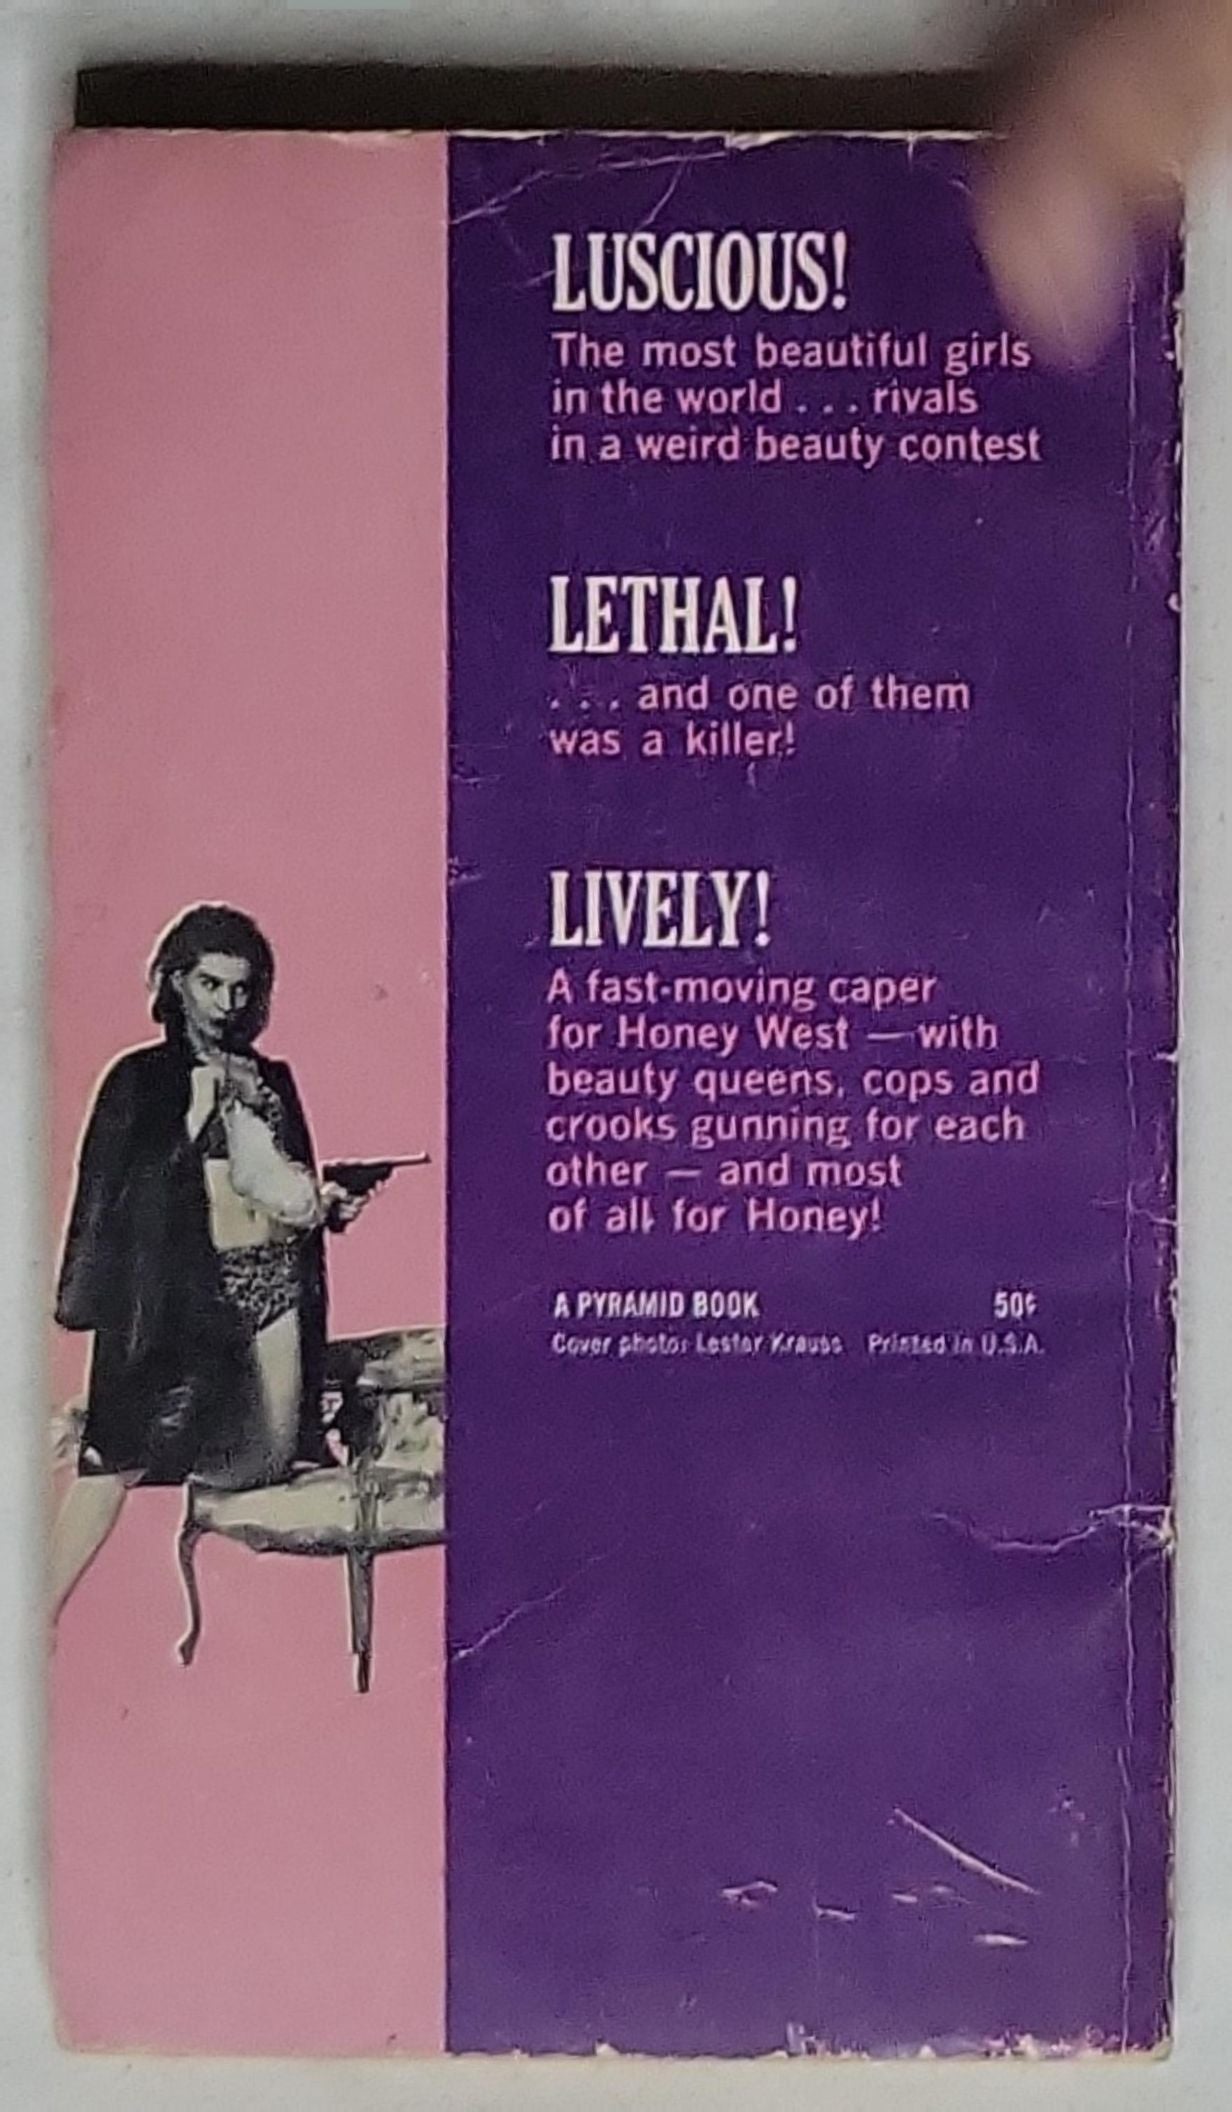 LUSCIOUS!
The most beautiful girls
in the world . . . rivals
in a weird beauty contest
LETHAL!
. . . and one of them
was a killer!
LIVELY!
A fast-moving caper
for Honey West — with
beauty queens, cops and
crooks gunning for each
other — and most
of all for Honey!
A PYRAMID BOOK 50¢
Cover photo: Lester Krauss Printed in U.S.A.